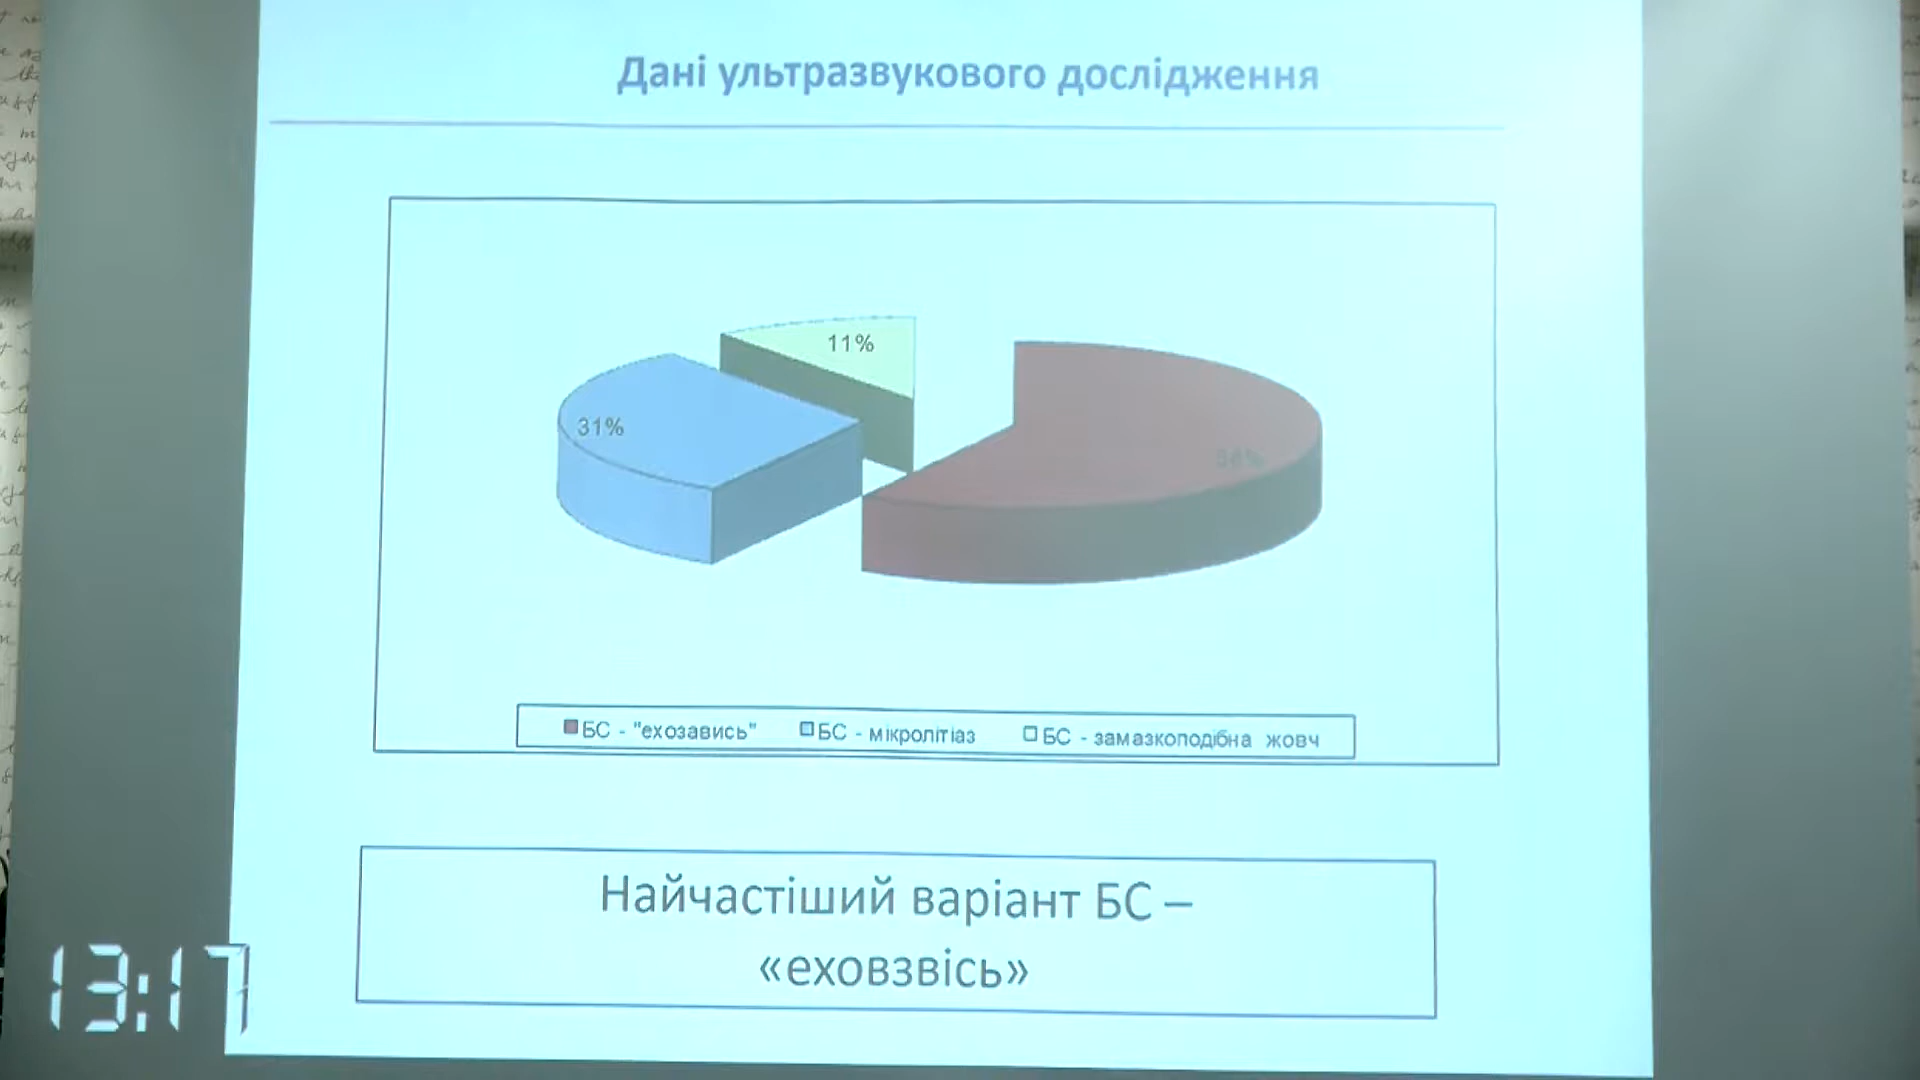 Дані ультразвукового дослідження
11%
31%
БС - "ехозавись" БС - мікролітіаз БС - замазкоподібна жовч
Найчастіший варіант БС –
«еховзвісь»
13:17